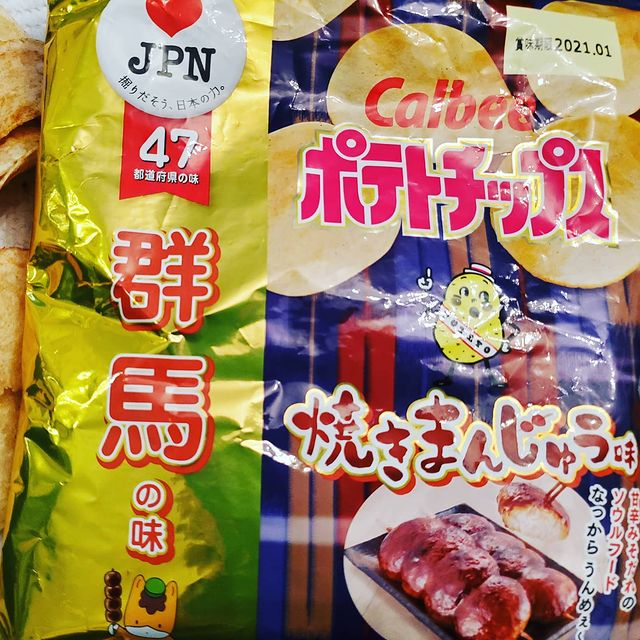 JPN
掘りだそう、日本の力。
47
都道府県の味
群馬
の味
賞味期限2021.01
Calbee
ポテトチップス
焼きまんじゅう味
甘辛みそだれの
ソウルフード
なっから うんめぇ〜